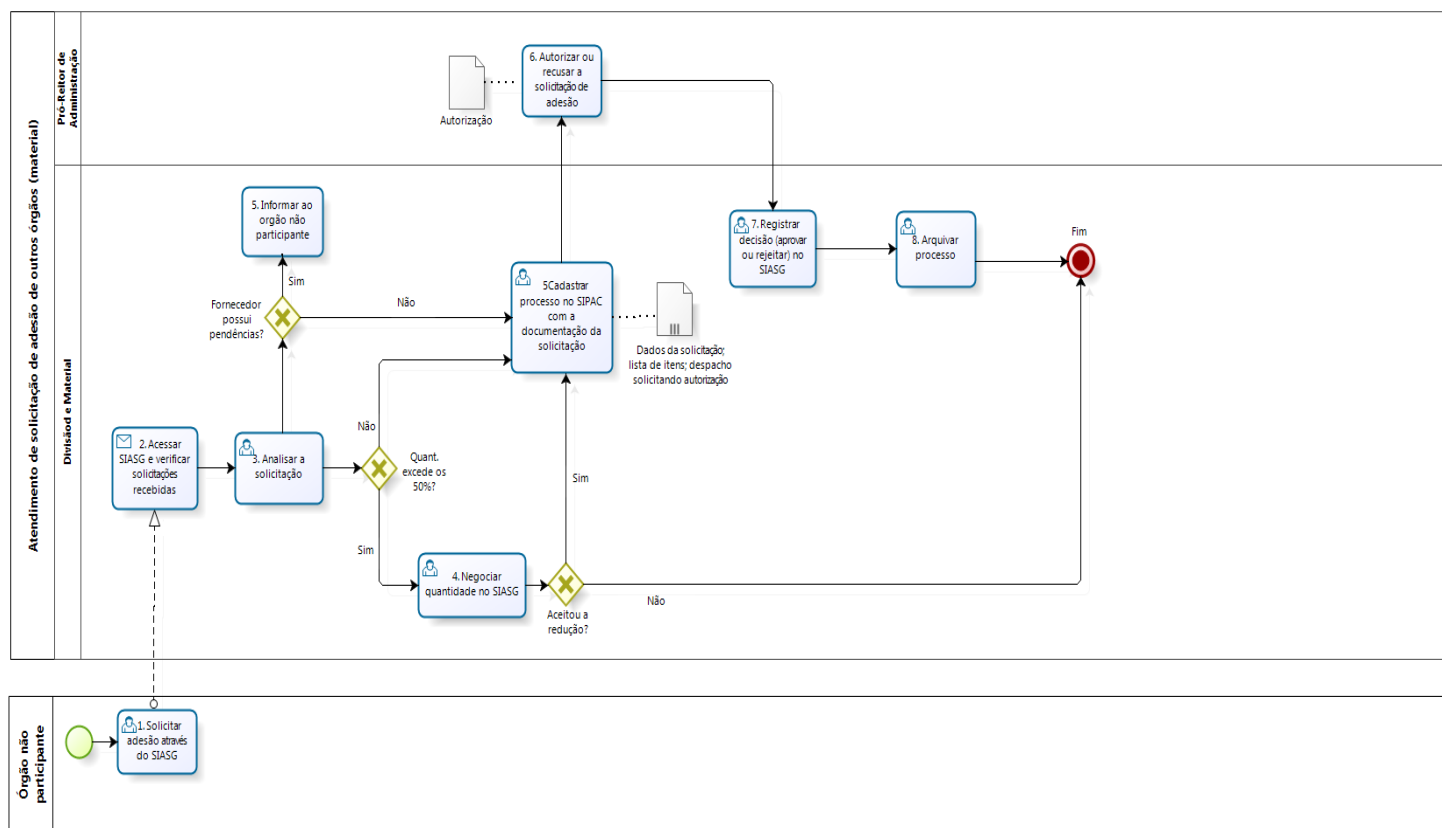 Atendimento de solicitação de adesão de outros órgãos (material)
Pró-Reitor de
Administração
Autorização
6. Autorizar ou
recusar a
solicitação de
adesão
Divisãod e Material
5. Informar ao
orgão não
participante
Sim
Fornecedor
possui
pendências?
Não
5Cadastrar
processo no SIPAC
com a
documentação da
solicitação
Dados da solicitação;
lista de itens; despacho
solicitando autorização
7. Registrar
decisão (aprovar
ou rejeitar) no
SIASG
8. Arquivar
processo
Fim
2. Acessar
SIASG e verificar
solicitações
recebidas
3. Analisar a
solicitação
Não
Quant.
excede os
50%?
Sim
4. Negociar
quantidade no SIASG
Sim
Aceitou a
redução?
Não
Órgão não
participante
1. Solicitar
adesão através
do SIASG